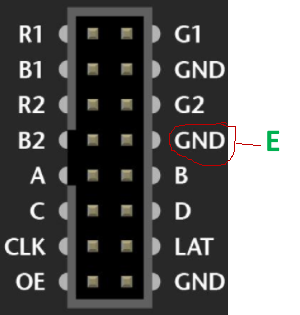 R1 G1
B1 GND
R2 G2
B2 GND E
A B
C D
CLK LAT
OE GND